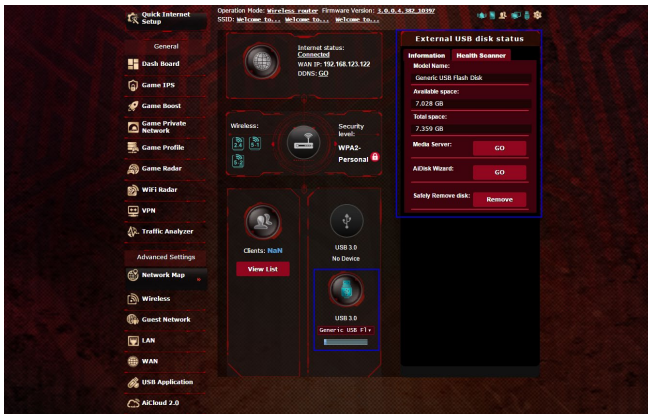 Quick Internet
Setup
General
Dash Board
Game IPS
Game Boost
Game Private
Network
Game Profile
Game Radar
WiFi Radar
VPN
Traffic Analyzer
Advanced Settings
Network Map
Wireless
Guest Network
LAN
WAN
USB Application
AiCloud 2.0
Operation Mode: Wireless router Firmware Version: 3.0.0.4.382_10397
SSID: Welcome to... Welcome to... Welcome to...
Internet status:
Connected
WAN IP: 192.168.123.122
DDNS: GO
Wireless:
2.4 5-1
5-2
Security
level:
WPA2-
Personal
Clients: NaN
View List
USB 3.0
No Device
USB 3.0
Generic USB Fl
External USB disk status
Information Health Scanner
Model Name:
Generic USB Flash Disk
Available space:
7.028 GB
Total space:
7.359 GB
Media Server: GO
AiDisk Wizard: GO
Safely Remove disk: Remove